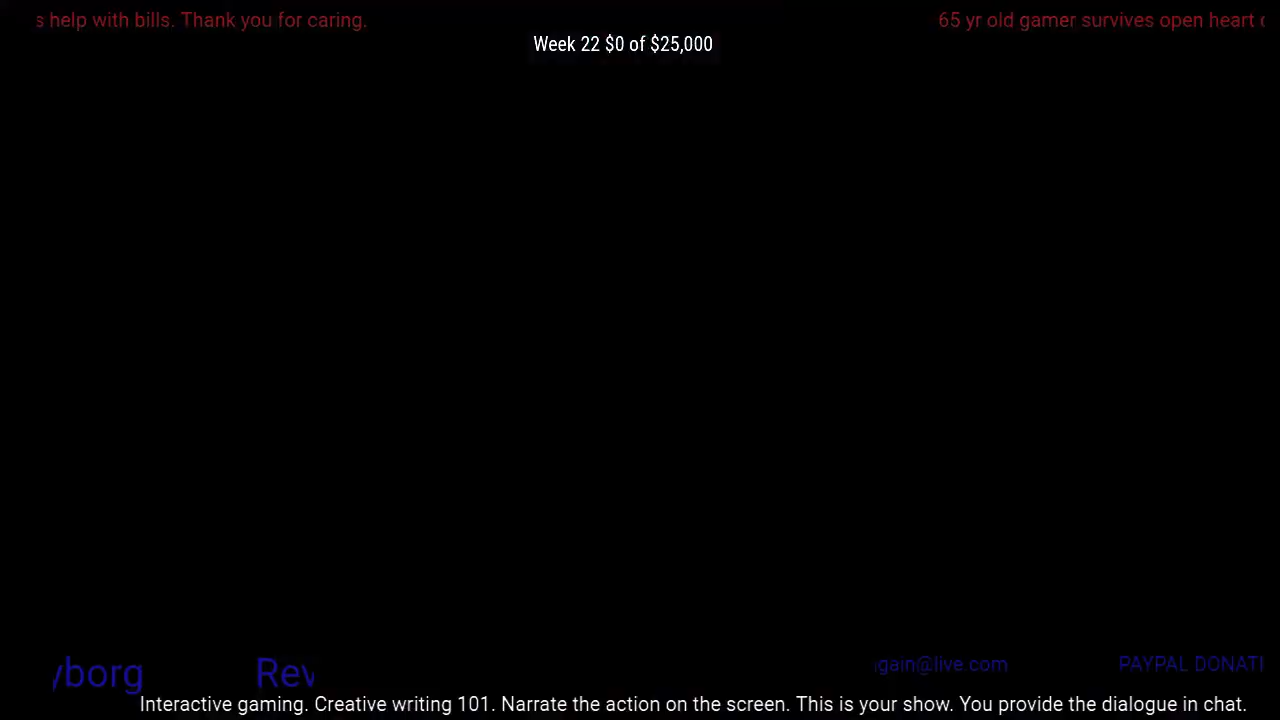 s help with bills. Thank you for caring.
65 yr old gamer survives open heart
Week 22 $0 of $25,000
yborg
Rev
gain@live.com
PAYPAL DONATI
Interactive gaming. Creative writing 101. Narrate the action on the screen. This is your show. You provide the dialogue in chat.